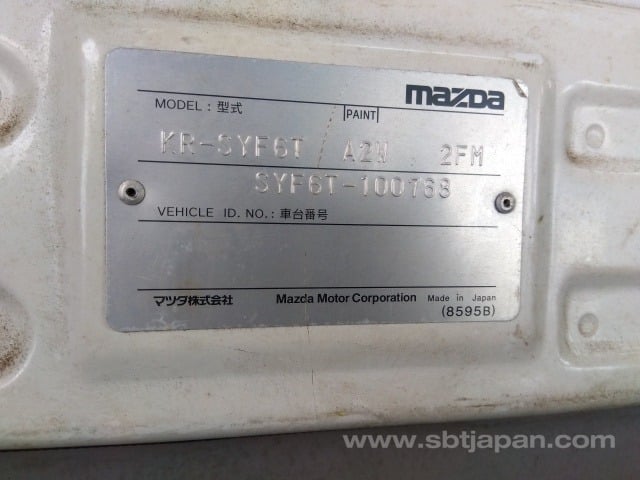 mazda
MODEL : 型式 PAINT
KR-SYF6T / A2W 2FM
SYF6T-100768
VEHICLE ID. NO. : 車台番号
マツダ株式会社 Mazda Motor Corporation Made in Japan
(8595B)
www.sbtjapan.com